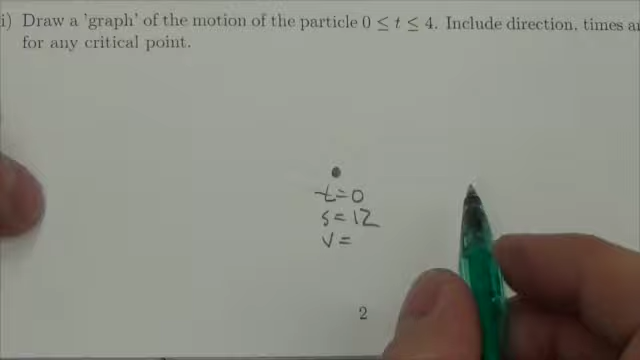 i) Draw a 'graph' of the motion of the particle 0 ≤ t ≤ 4. Include direction, times
for any critical point.
t=0
s=12
v=
2